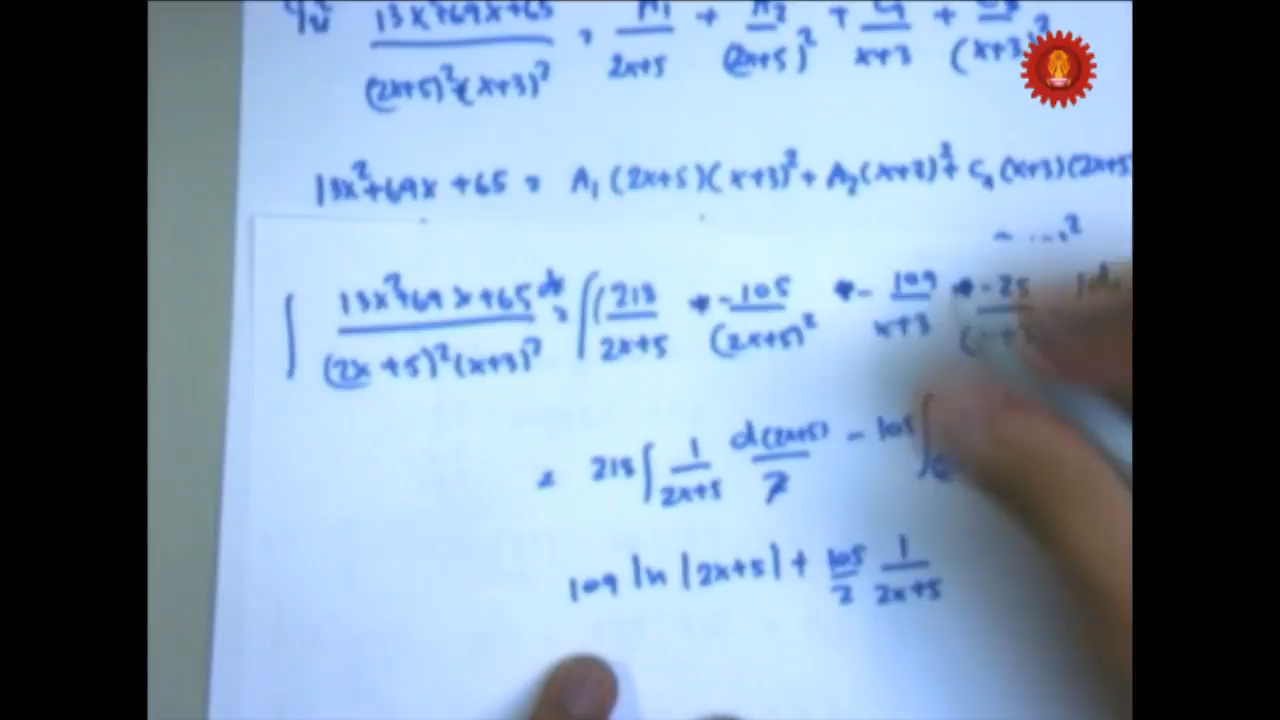 13x²+69x+65 / (2x+5)²(x+3)² = A₁ / 2x+5 + A₂ / (2x+5)² + C₁ / x+3 + / (x+3)²
13x²+69x+65 = A₁(2x+5)(x+3)²+ A₂(x+3)²+ C₁(x+3)(2x+5)
∫ 13x²+69x+65 / (2x+5)²(x+3)² dx = ∫(218 / 2x+5 + -105 / (2x+5)² + - 109 / x+3 + -25
= 218∫ 1 / 2x+5 d(2x+5) / 2 - 105∫
109 ln |2x+5| + 105 / 2 1 / 2x+5